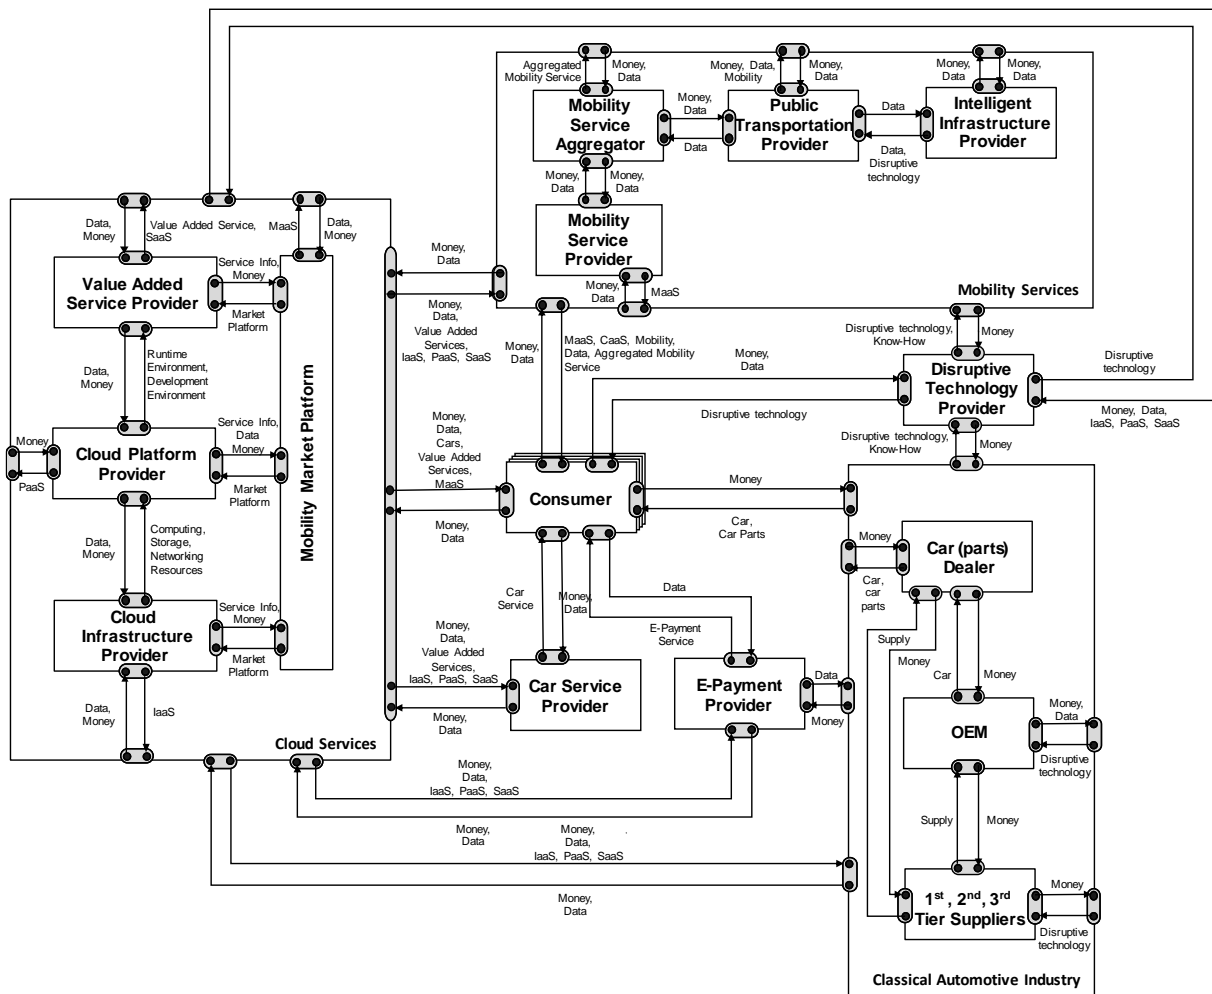 Aggregated
Mobility Service
Money,
Data
Money, Data,
Mobility
Money,
Data
Money,
Data
Money,
Data
Mobility
Service
Aggregator
Money,
Data
Data
Public
Transportation
Provider
Data
Data,
Disruptive
technology
Intelligent
Infrastructure
Provider
Money,
Data
Money,
Data
Mobility
Service
Provider
Money,
Data
MaaS
Mobility Services
Data,
Money
Value Added Service,
SaaS
MaaS
Data,
Money
Value Added
Service Provider
Service Info,
Money
Market
Platform
Mobility Market Platform
Data,
Money
Runtime
Environment,
Development
Environment
Money
PaaS
Cloud Platform
Provider
Service Info,
Data
Money
Market
Platform
Data,
Money
Computing,
Storage,
Networking
Resources
Cloud
Infrastructure
Provider
Service Info,
Money
Market
Platform
Data,
Money
IaaS
Cloud Services
Money,
Data
Money,
Data,
Value Added
Services,
IaaS, PaaS, SaaS
Money,
Data
MaaS, CaaS, Mobility,
Data, Aggregated Mobility
Service
Money,
Data
Disruptive technology
Disruptive technology,
Know-How
Money
Disruptive
Technology
Provider
Disruptive
technology
Money, Data,
IaaS, PaaS, SaaS
Disruptive technology,
Know-How
Money
Money,
Data,
Cars,
Value Added
Services,
MaaS
Money,
Data
Consumer
Money
Car,
Car Parts
Car
Service
Money,
Data
Data
E-Payment
Service
Money,
Data,
Value Added
Services,
IaaS, PaaS, SaaS
Money,
Data
Car Service
Provider
E-Payment
Provider
Data
Money
Money
Car,
car
parts
Car (parts)
Dealer
Supply
Money
Car
Money
OEM
Money,
Data
Disruptive
technology
Supply
Money
1st , 2nd, 3rd
Tier Suppliers
Money
Disruptive
technology
Classical Automotive Industry
Money,
Data,
IaaS, PaaS, SaaS
Money,
Data
Money,
Data,
IaaS, PaaS, SaaS
Money,
Data